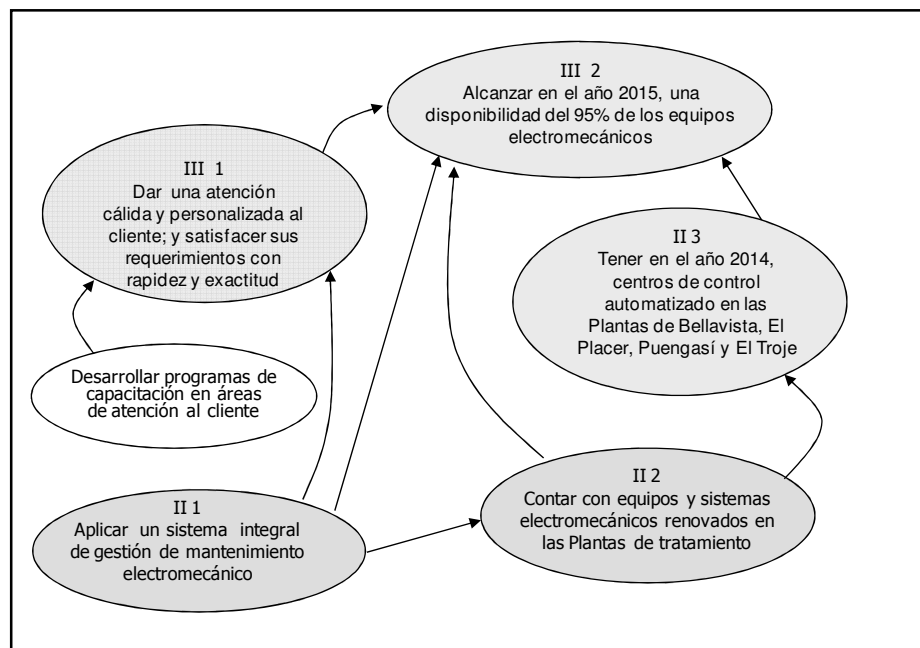 III 2
Alcanzar en el año 2015, una
disponibilidad del 95% de los equipos
electromecánicos
III 1
Dar una atención
cálida y personalizada al
cliente; y satisfacer sus
requerimientos con
rapidez y exactitud
II 3
Tener en el año 2014,
centros de control
automatizado en las
Plantas de Bellavista, El
Placer, Puengasí y El Troje
Desarrollar programas de
capacitación en áreas
de atención al cliente
II 1
Aplicar un sistema integral
de gestión de mantenimiento
electromecánico
II 2
Contar con equipos y sistemas
electromecánicos renovados en
las Plantas de tratamiento